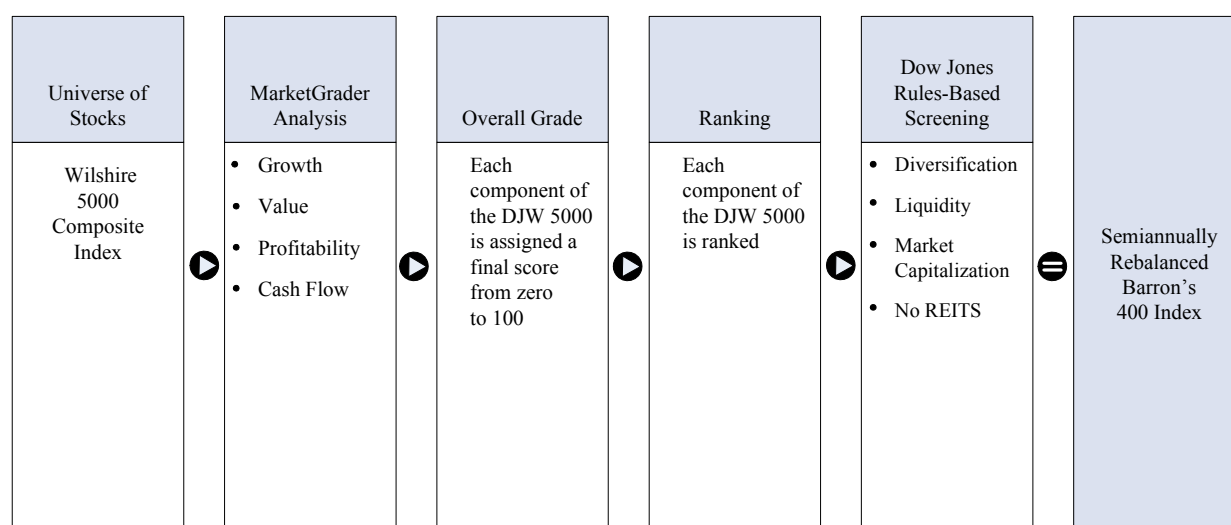 Universe of
Stocks
Wilshire
5000
Composite
Index
MarketGrader
Analysis
• Growth
• Value
• Profitability
• Cash Flow
Overall Grade
Each
component of
the DJW 5000
is assigned a
final score
from zero
to 100
Ranking
Each
component of
the DJW 5000
is ranked
Dow Jones
Rules-Based
Screening
• Diversification
• Liquidity
• Market
Capitalization
• No REITS
Semiannually
Rebalanced
Barron’s
400 Index